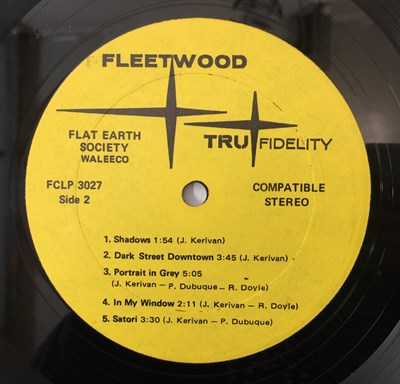 FLEETWOOD
FLAT EARTH
SOCIETY
WALEECO
TRU FIDELITY
FCLP 3027
Side 2
COMPATIBLE
STEREO
1. Shadows 1:54 (J. Kerivan)
2. Dark Street Downtown 3:45 (J. Kerivan)
3. Portrait in Grey 5:05
(J. Kerivan — P. Dubuque — R. Doyle)
4. In My Window 2:11 (J. Kerivan — R. Doyle)
5. Satori 3:30 (J. Kerivan — P. Dubuque)